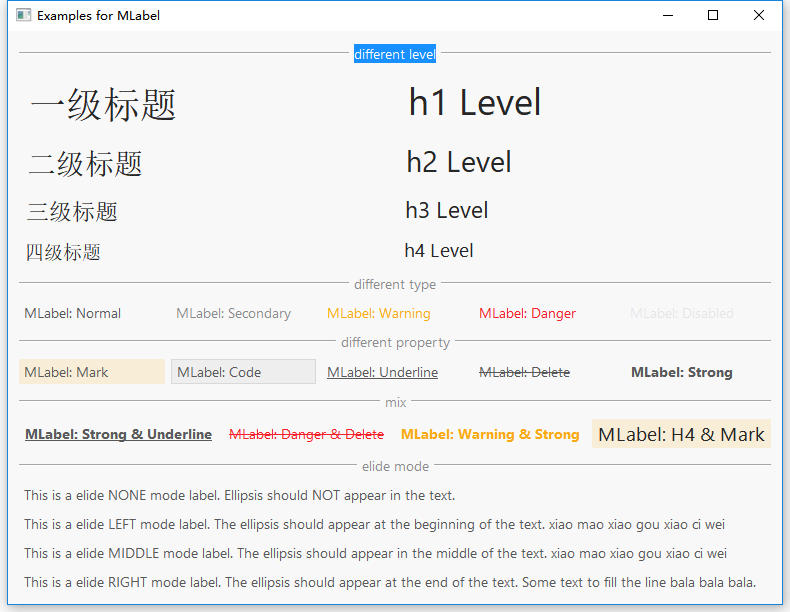 Examples for MLabel
different level
一级标题 h1 Level
二级标题 h2 Level
三级标题 h3 Level
四级标题 h4 Level
different type
MLabel: Normal MLabel: Secondary MLabel: Warning MLabel: Danger MLabel: Disabled
different property
MLabel: Mark MLabel: Code MLabel: Underline MLabel: Delete MLabel: Strong
mix
MLabel: Strong & Underline MLabel: Danger & Delete MLabel: Warning & Strong MLabel: H4 & Mark
elide mode
This is a elide NONE mode label. Ellipsis should NOT appear in the text.
This is a elide LEFT mode label. The ellipsis should appear at the beginning of the text. xiao mao xiao gou xiao ci wei
This is a elide MIDDLE mode label. The ellipsis should appear in the middle of the text. xiao mao xiao gou xiao ci wei
This is a elide RIGHT mode label. The ellipsis should appear at the end of the text. Some text to fill the line bala bala bala.